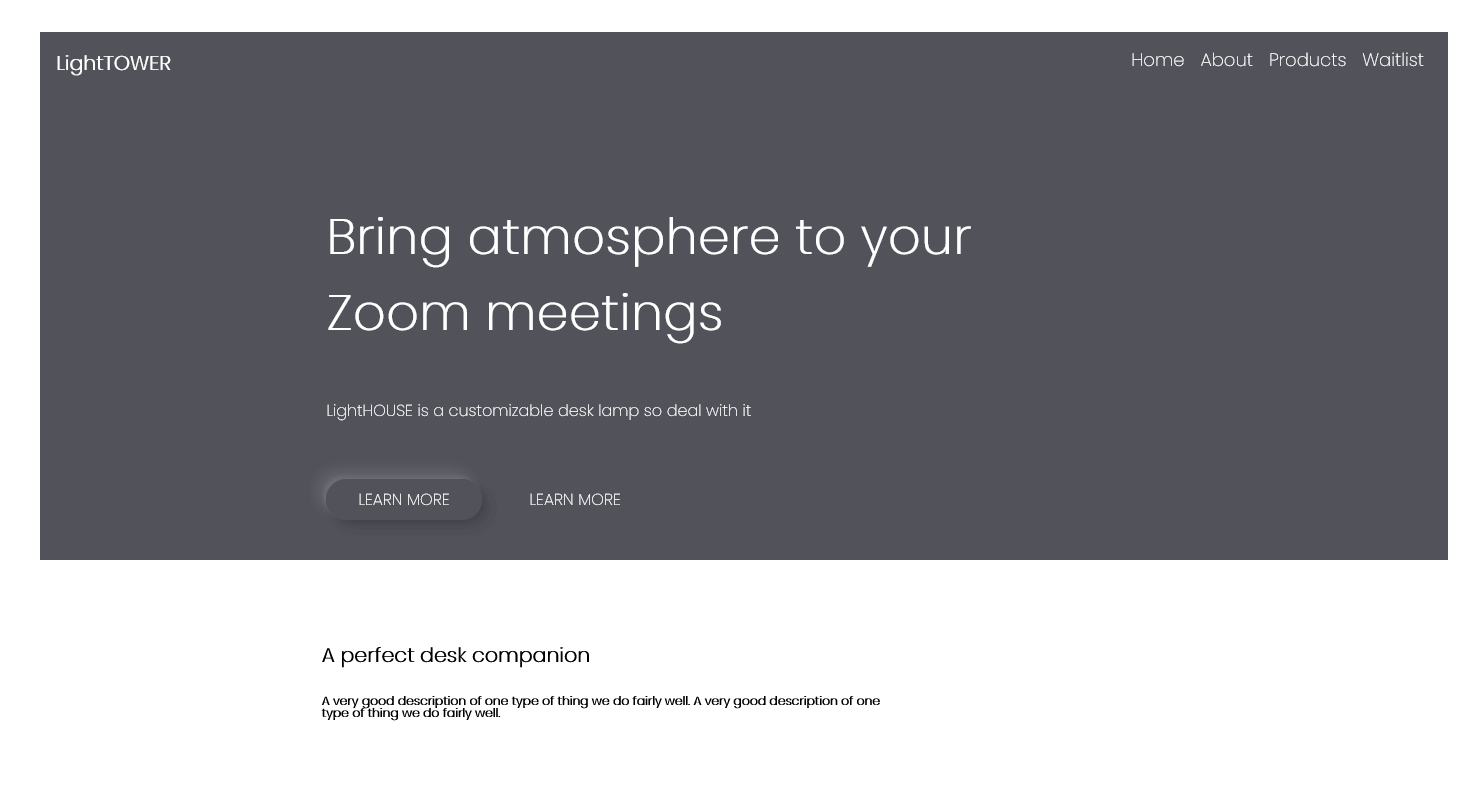 LightTOWER
Home About Products Waitlist
Bring atmosphere to your
Zoom meetings
LightHOUSE is a customizable desk lamp so deal with it
LEARN MORE LEARN MORE
A perfect desk companion
A very good description of one type of thing we do fairly well. A very good description of one
type of thing we do fairly well.